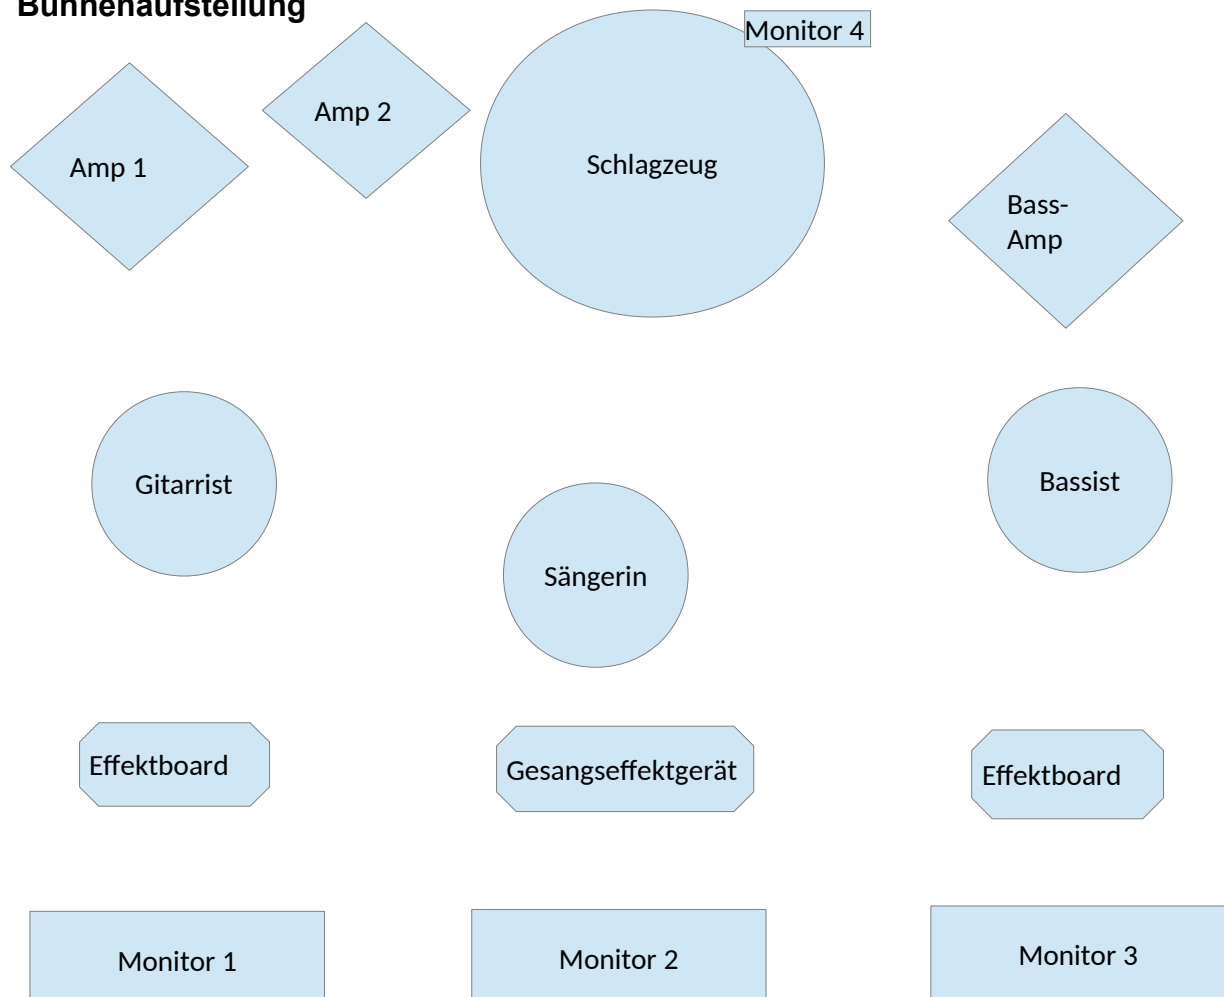 Bühnenaufstellung
Monitor 4
Amp 2
Amp 1
Schlagzeug
Bass-
Amp
Gitarrist
Bassist
Sängerin
Effektboard
Gesangseffektgerät
Effektboard
Monitor 1
Monitor 2
Monitor 3